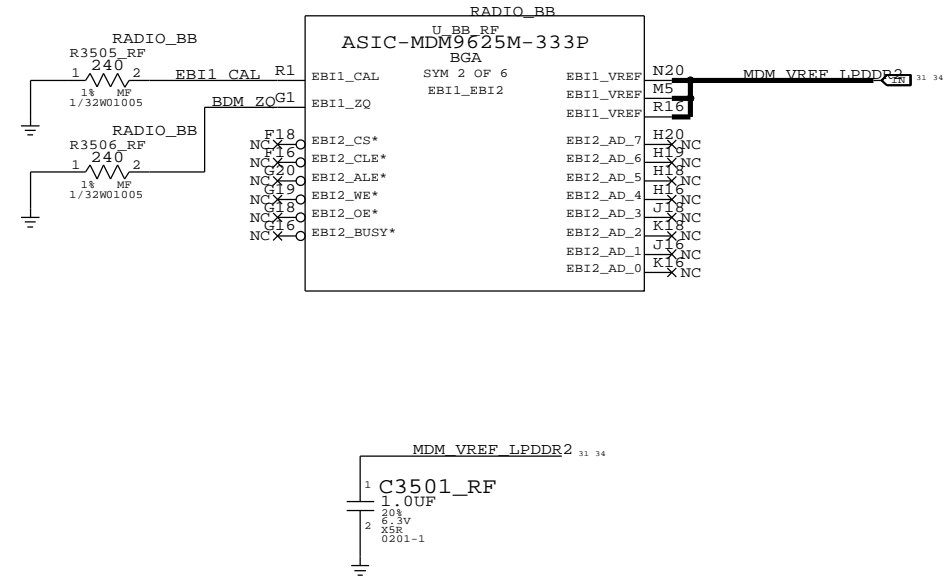 RADIO_BB
U_BB_RF
ASIC-MDM9625M-333P
BGA
SYM 2 OF 6
EBI1_EBI2
RADIO_BB
R3505_RF
240
1 2
1% MF
1/32W01005
EBI1_CAL R1 EBI1_CAL
BDM_ZQ G1 EBI1_ZQ
RADIO_BB
R3506_RF
240
1 2
1% MF
1/32W01005
NC F18 EBI2_CS*
NC F16 EBI2_CLE*
NC G20 EBI2_ALE*
NC G19 EBI2_WE*
NC G18 EBI2_OE*
NC G16 EBI2_BUSY*
EBI1_VREF N20 MDM_VREF_LPDDR2 IN 31 34
EBI1_VREF M5
EBI1_VREF R16
EBI2_AD_7 H20 NC
EBI2_AD_6 H19 NC
EBI2_AD_5 H18 NC
EBI2_AD_4 H16 NC
EBI2_AD_3 J18 NC
EBI2_AD_2 K18 NC
EBI2_AD_1 J16 NC
EBI2_AD_0 K16 NC
MDM_VREF_LPDDR2 31 34
1
C3501_RF
1.0UF
20%
6.3V
2
X5R
0201-1